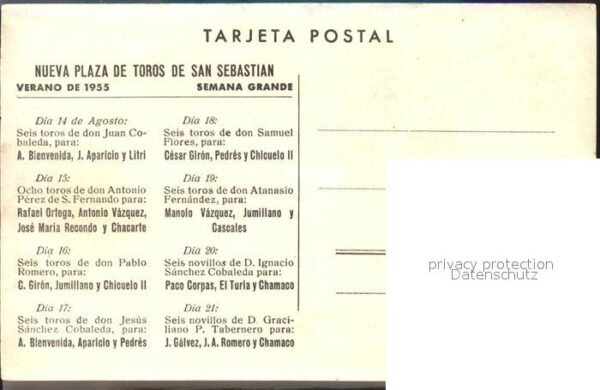 TARJETA POSTAL
NUEVA PLAZA DE TOROS DE SAN SEBASTIAN
VERANO DE 1955 SEMANA GRANDE
Día 14 de Agosto:
Seis toros de don Juan Co-
baleda, para:
A. Bienvenida, J. Aparicio y Litri
Día 15:
Ocho toros de don Antonio
Pérez de S. Fernando para:
Rafael Ortega, Antonio Vázquez,
José María Recondo y Chacarte
Día 16:
Seis toros de don Pablo
Romero, para:
C. Girón, Jumillano y Chicuelo II
Día 17:
Seis toros de don Jesús
Sánchez Cobaleda, para:
A. Bienvenida, Aparicio y Pedrés
Día 18:
Seis toros de don Samuel
Flores, para:
César Girón, Pedrés y Chicuelo II
Día 19:
Seis toros de don Atanasio
Fernández, para:
Manolo Vázquez, Jumillano y
Cascales
Día 20:
Seis novillos de D. Ignacio
Sánchez Cobaleda para:
Paco Corpas, El Turia y Chamaco
Día 21:
Seis novillos de D. Graci-
liano P. Tabernero para:
J. Gálvez, J. A. Romero y Chamaco
privacy protection
Datenschutz